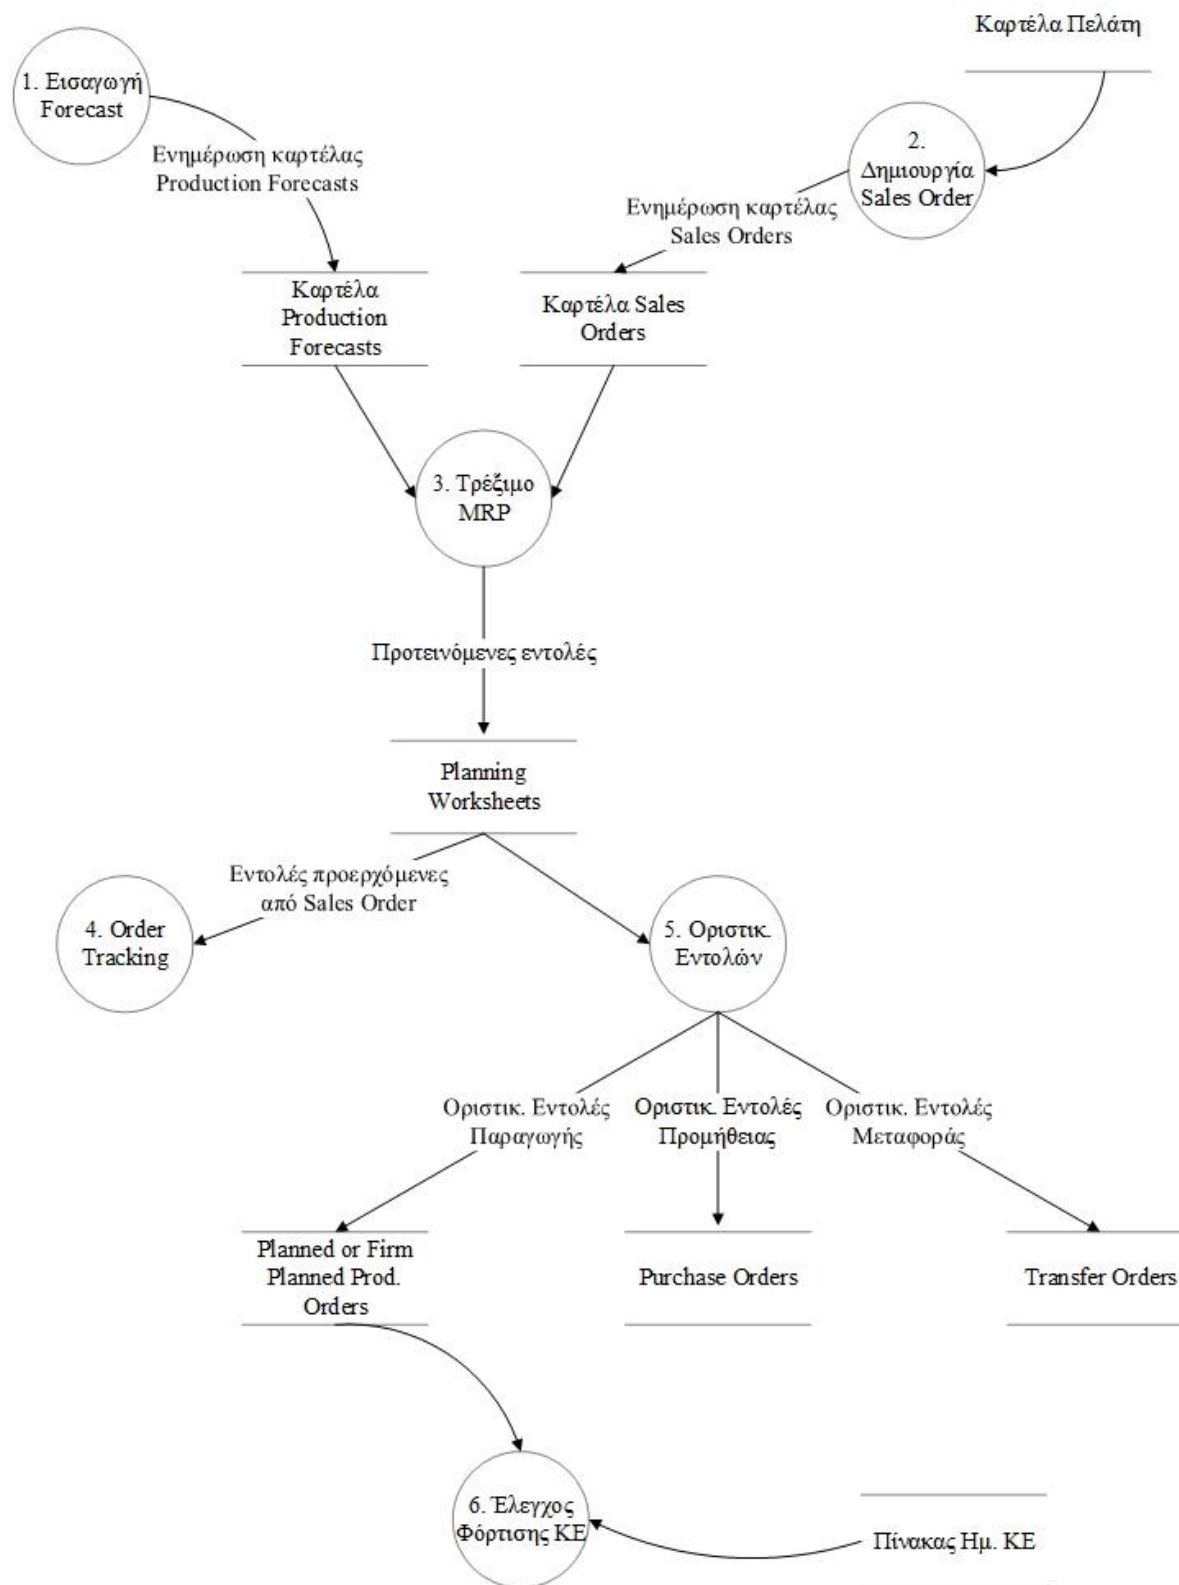 Καρτέλα Πελάτη
1. Εισαγωγή
Forecast
2.
Δημιουργία
Sales Order
Ενημέρωση καρτέλας
Production Forecasts
Ενημέρωση καρτέλας
Sales Orders
Καρτέλα
Production
Forecasts
Καρτέλα Sales
Orders
3. Τρέξιμο
MRP
Προτεινόμενες εντολές
Planning
Worksheets
Εντολές προερχόμενες
από Sales Order
4. Order
Tracking
5. Οριστικ.
Εντολών
Οριστικ. Εντολές
Παραγωγής
Οριστικ. Εντολές
Προμήθειας
Οριστικ. Εντολές
Μεταφοράς
Planned or Firm
Planned Prod.
Orders
Purchase Orders
Transfer Orders
6. Έλεγχος
Φόρτισης ΚΕ
Πίνακας Ημ. ΚΕ